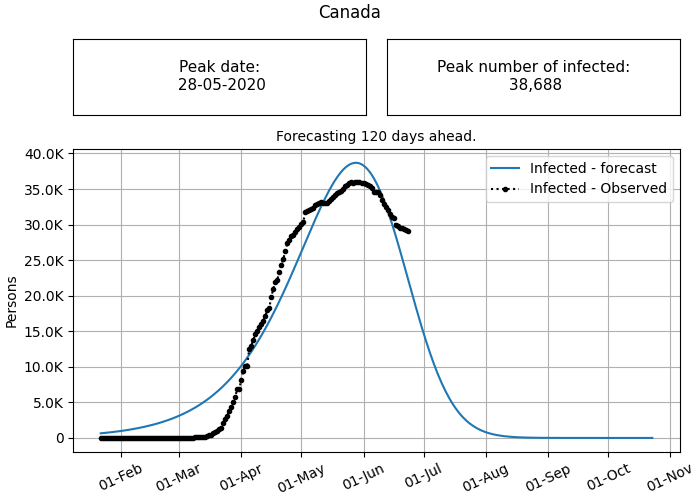 Canada
Peak date:
28-05-2020
Peak number of infected:
38,688
Forecasting 120 days ahead.
40.0K
35.0K
30.0K
25.0K
20.0K
15.0K
10.0K
5.0K
0
Persons
Infected - forecast
Infected - Observed
01-Feb
01-Mar
01-Apr
01-May
01-Jun
01-Jul
01-Aug
01-Sep
01-Oct
01-Nov